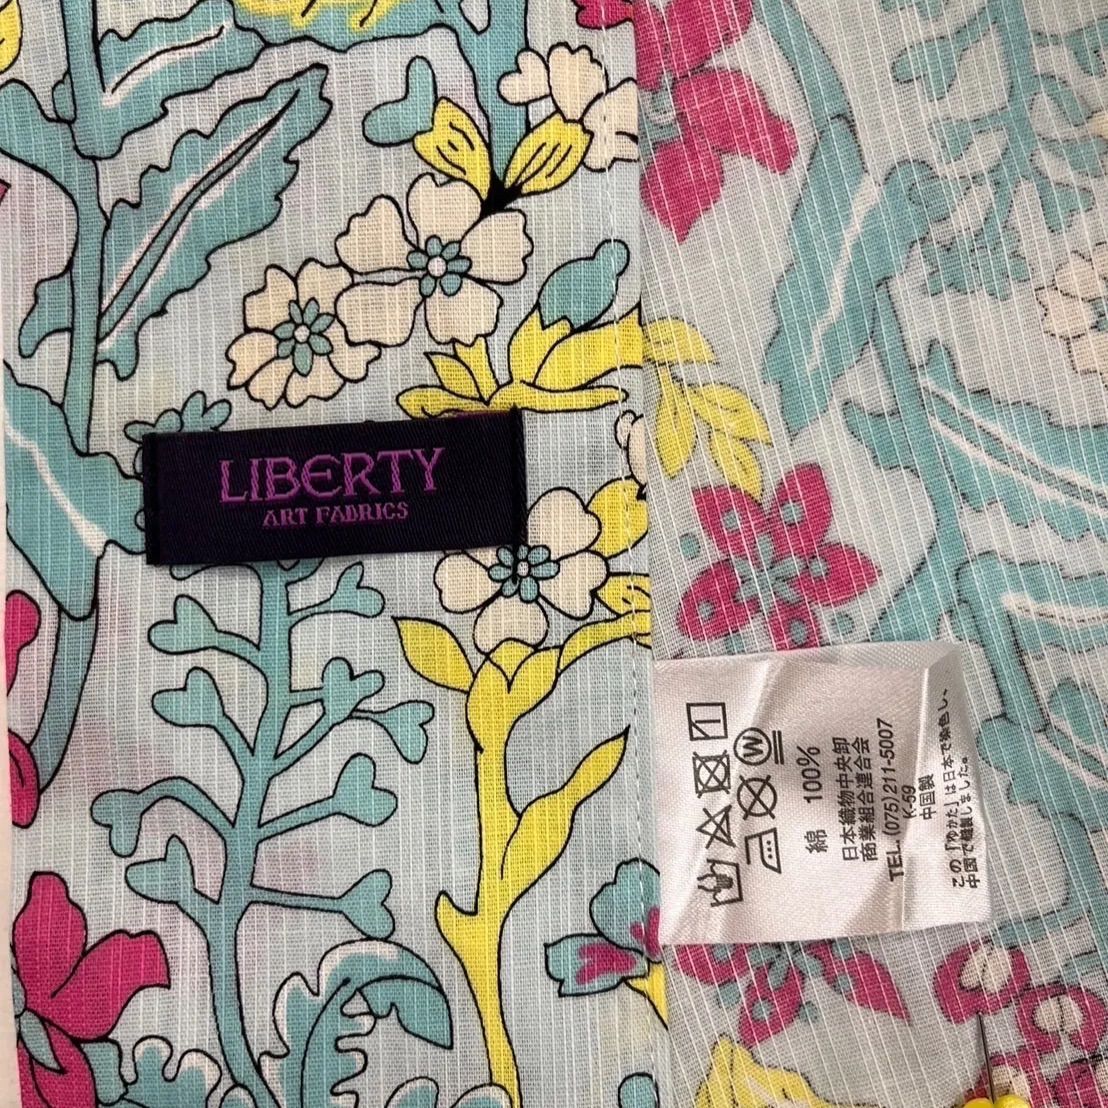 LIBERTY
ART FABRICS
綿 100%
日本織物中央卸
商業組合連合会
TEL. (075)211-5007
K-59
中国製
この「ゆかた」は日本で染色し、
中国で縫製しました。